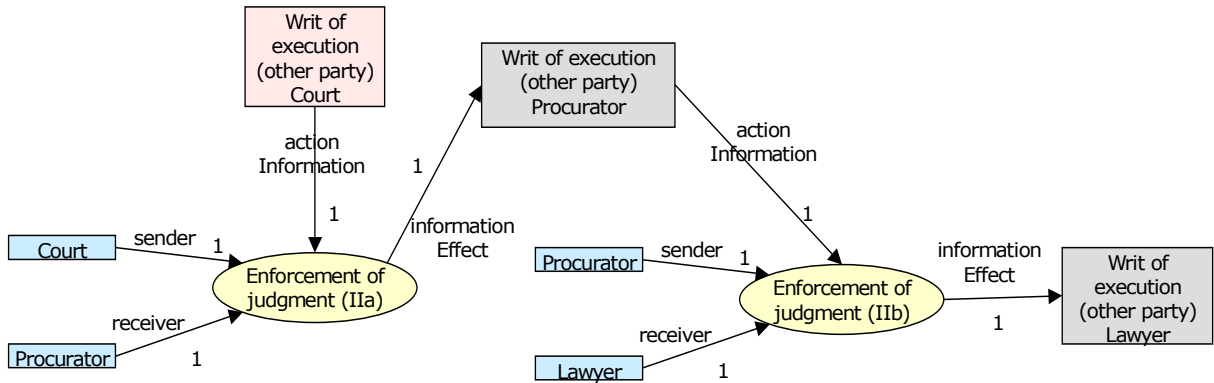 Writ of
execution
(other party)
Court
Writ of execution
(other party)
Procurator
action
Information
1
1
information
Effect
action
Information
1
Court
sender
1
Enforcement of
judgment (IIa)
receiver
1
Procurator
Procurator
sender
1
Enforcement of
judgment (IIb)
receiver
1
Lawyer
information
Effect
1
Writ of
execution
(other party)
Lawyer